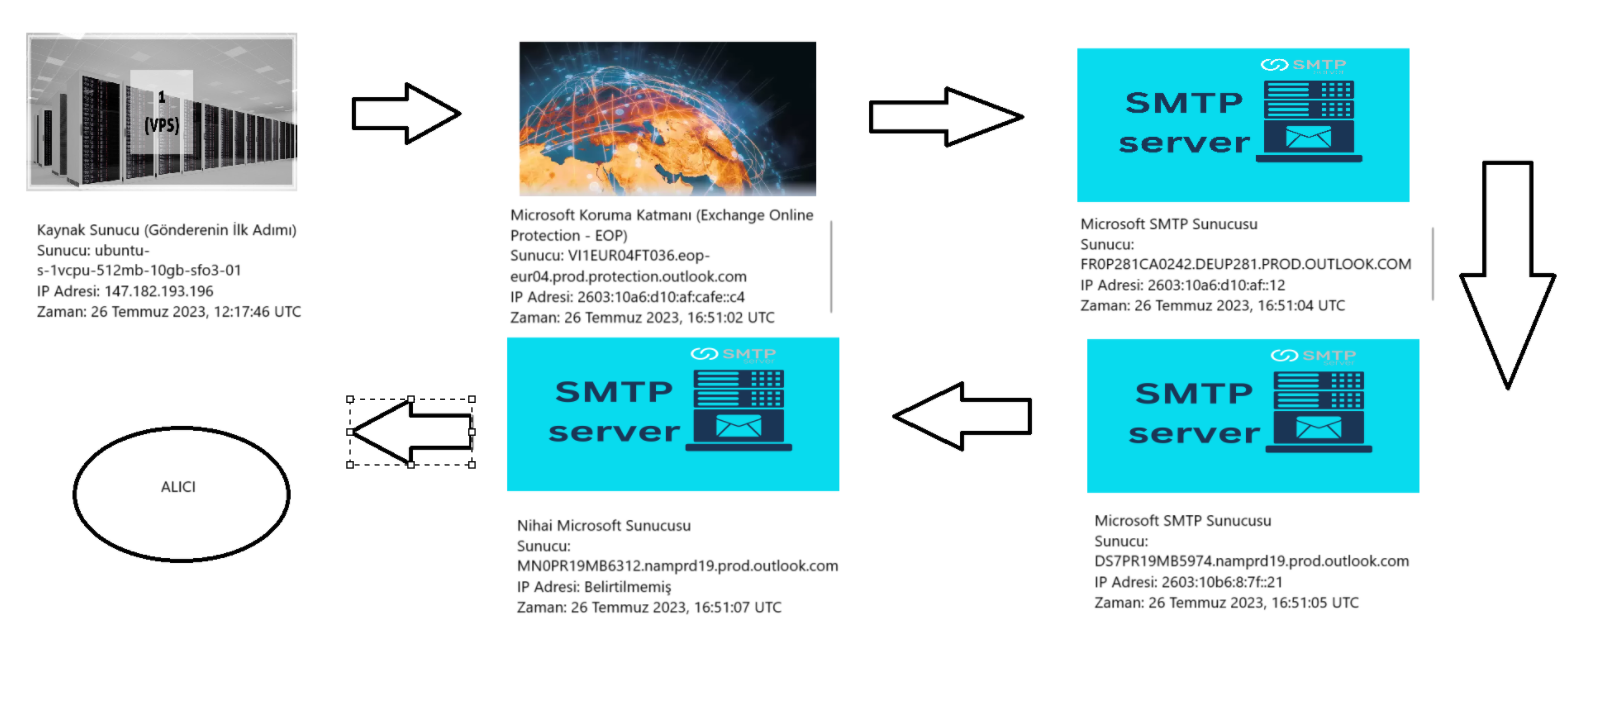 1
(VPS)
Kaynak Sunucu (Gönderenin İlk Adımı)
Sunucu: ubuntu-
s-1vcpu-512mb-10gb-sfo3-01
IP Adresi: 147.182.193.196
Zaman: 26 Temmuz 2023, 12:17:46 UTC
Microsoft Koruma Katmanı (Exchange Online
Protection - EOP)
Sunucu: VI1EUR04FT036.eop-
eur04.prod.protection.outlook.com
IP Adresi: 2603:10a6:d10:af:cafe::c4
Zaman: 26 Temmuz 2023, 16:51:02 UTC
SMTP
SMTP
server
Microsoft SMTP Sunucusu
Sunucu:
FR0P281CA0242.DEUP281.PROD.OUTLOOK.COM
IP Adresi: 2603:10a6:d10:af::12
Zaman: 26 Temmuz 2023, 16:51:04 UTC
SMTP
SMTP
server
Microsoft SMTP Sunucusu
Sunucu:
DS7PR19MB5974.namprd19.prod.outlook.com
IP Adresi: 2603:10b6:8:7f::21
Zaman: 26 Temmuz 2023, 16:51:05 UTC
SMTP
SMTP
server
Nihai Microsoft Sunucusu
Sunucu:
MN0PR19MB6312.namprd19.prod.outlook.com
IP Adresi: Belirtilmemiş
Zaman: 26 Temmuz 2023, 16:51:07 UTC
ALICI